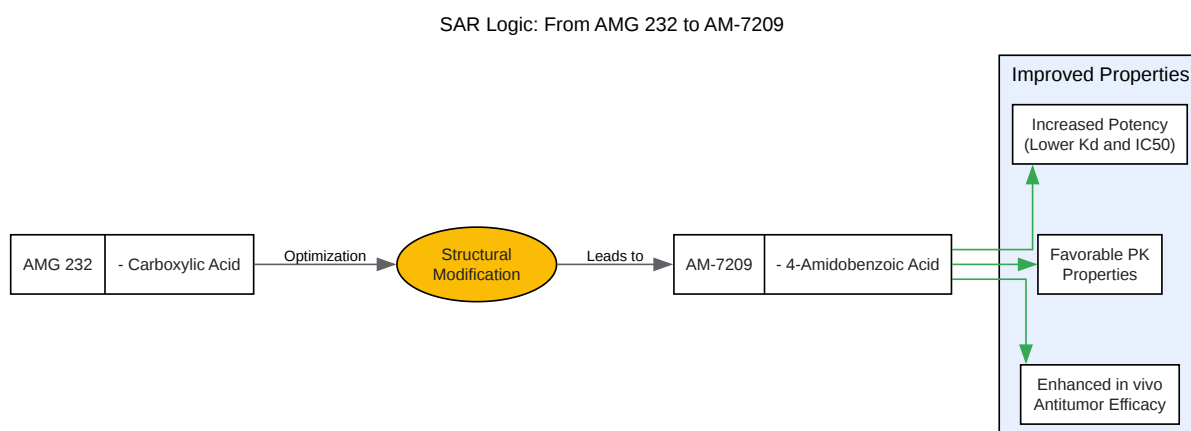 SAR Logic: From AMG 232 to AM-7209
AMG 232
- Carboxylic Acid
Optimization
Structural
Modification
Leads to
AM-7209
- 4-Amidobenzoic Acid
Improved Properties
Increased Potency
(Lower Kd and IC50)
Favorable PK
Properties
Enhanced in vivo
Antitumor Efficacy